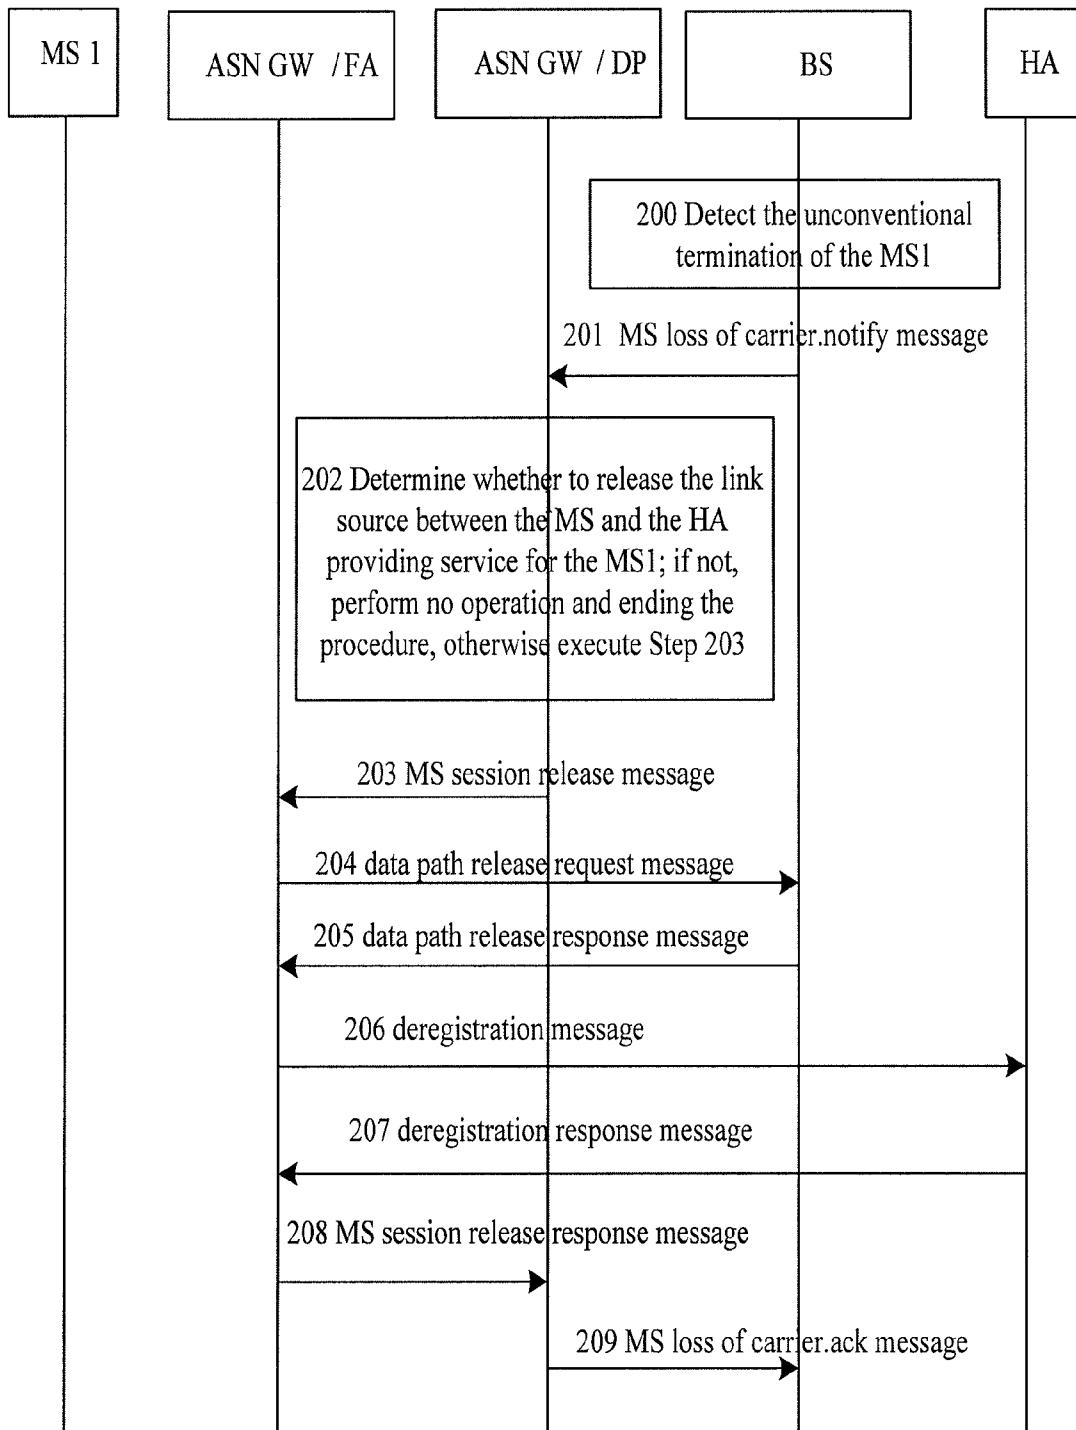 MS 1
ASN GW / FA
ASN GW / DP
BS
HA
200 Detect the unconventional
termination of the MS1
201 MS loss of carrier.notify message
202 Determine whether to release the link
source between the MS and the HA
providing service for the MS1; if not,
perform no operation and ending the
procedure, otherwise execute Step 203
203 MS session release message
204 data path release request message
205 data path release response message
206 deregistration message
207 deregistration response message
208 MS session release response message
209 MS loss of carrier.ack message